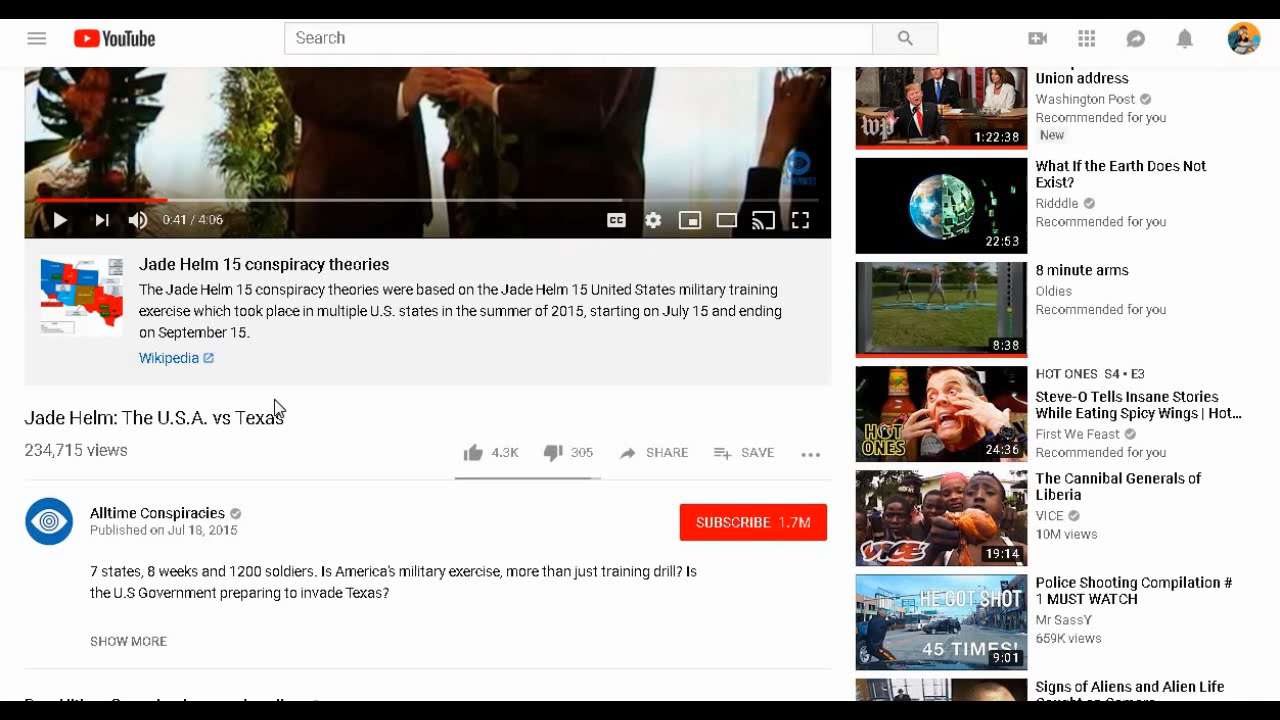 YouTube
Search
0:41 / 4:06
CC
Jade Helm 15 conspiracy theories
The Jade Helm 15 conspiracy theories were based on the Jade Helm 15 United States military training
exercise which took place in multiple U.S. states in the summer of 2015, starting on July 15 and ending
on September 15.
Wikipedia
Jade Helm: The U.S.A. vs Texas
234,715 views
4.3K
305
SHARE
SAVE
Alltime Conspiracies
Published on Jul 18, 2015
SUBSCRIBE 1.7M
7 states, 8 weeks and 1200 soldiers. Is America's military exercise, more than just training drill? Is
the U.S Government preparing to invade Texas?
SHOW MORE
Union address
Washington Post
Recommended for you
New
wp
1:22:38
What If the Earth Does Not
Exist?
Ridddle
Recommended for you
22:53
8 minute arms
Oldies
Recommended for you
8:38
HOT ONES S4 • E3
Steve-O Tells Insane Stories
While Eating Spicy Wings | Hot...
First We Feast
Recommended for you
HOT
ONES
24:36
The Cannibal Generals of
Liberia
VICE
10M views
VICE
19:14
Police Shooting Compilation #
1 MUST WATCH
Mr SassY
659K views
HE GOT SHOT
45 TIMES!
9:01
Signs of Aliens and Alien Life